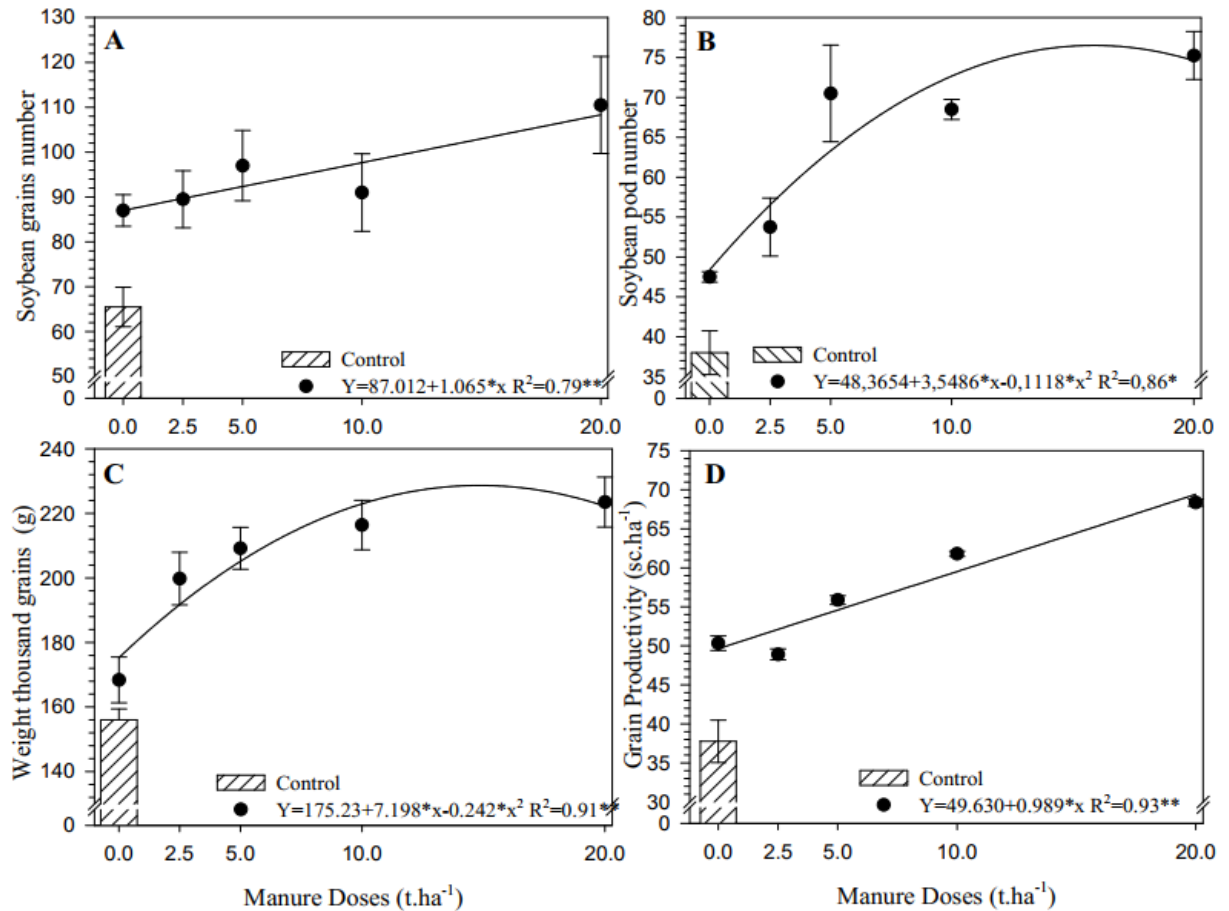 A
Soybean grains number
130
120
110
100
90
80
70
60
50
0
Control
Y=87.012+1.065*x R²=0.79**
0.0 2.5 5.0 10.0 20.0
B
Soybean pod number
80
75
70
65
60
55
50
45
40
35
0
Control
Y=48,3654+3,5486*x-0,1118*x² R²=0,86*
0.0 2.5 5.0 10.0 20.0
C
Weight thousand grains (g)
240
220
200
180
160
140
0
Control
Y=175.23+7.198*x-0.242*x² R²=0.91**
0.0 2.5 5.0 10.0 20.0
Manure Doses (t.ha⁻¹)
D
Grain Productivity (sc.ha⁻¹)
75
70
65
60
55
50
45
40
35
30
0
Control
Y=49.630+0.989*x R²=0.93**
0.0 2.5 5.0 10.0 20.0
Manure Doses (t.ha⁻¹)